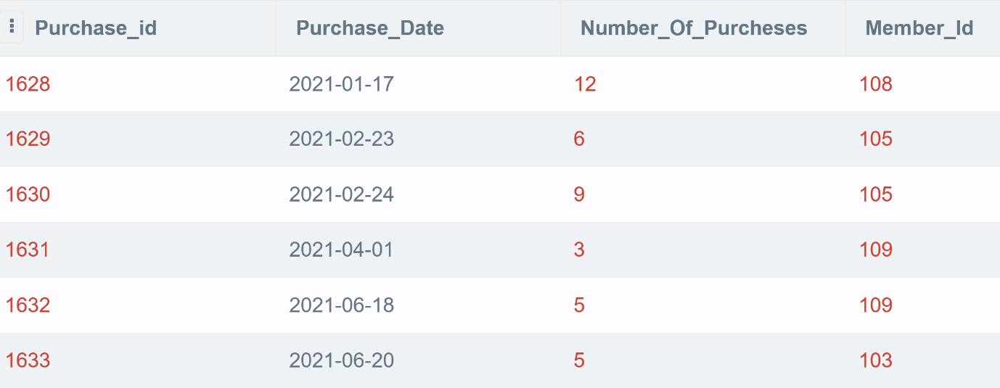 Purchase_id Purchase_Date Number_Of_Purcheses Member_Id
1628 2021-01-17 12 108
1629 2021-02-23 6 105
1630 2021-02-24 9 105
1631 2021-04-01 3 109
1632 2021-06-18 5 109
1633 2021-06-20 5 103